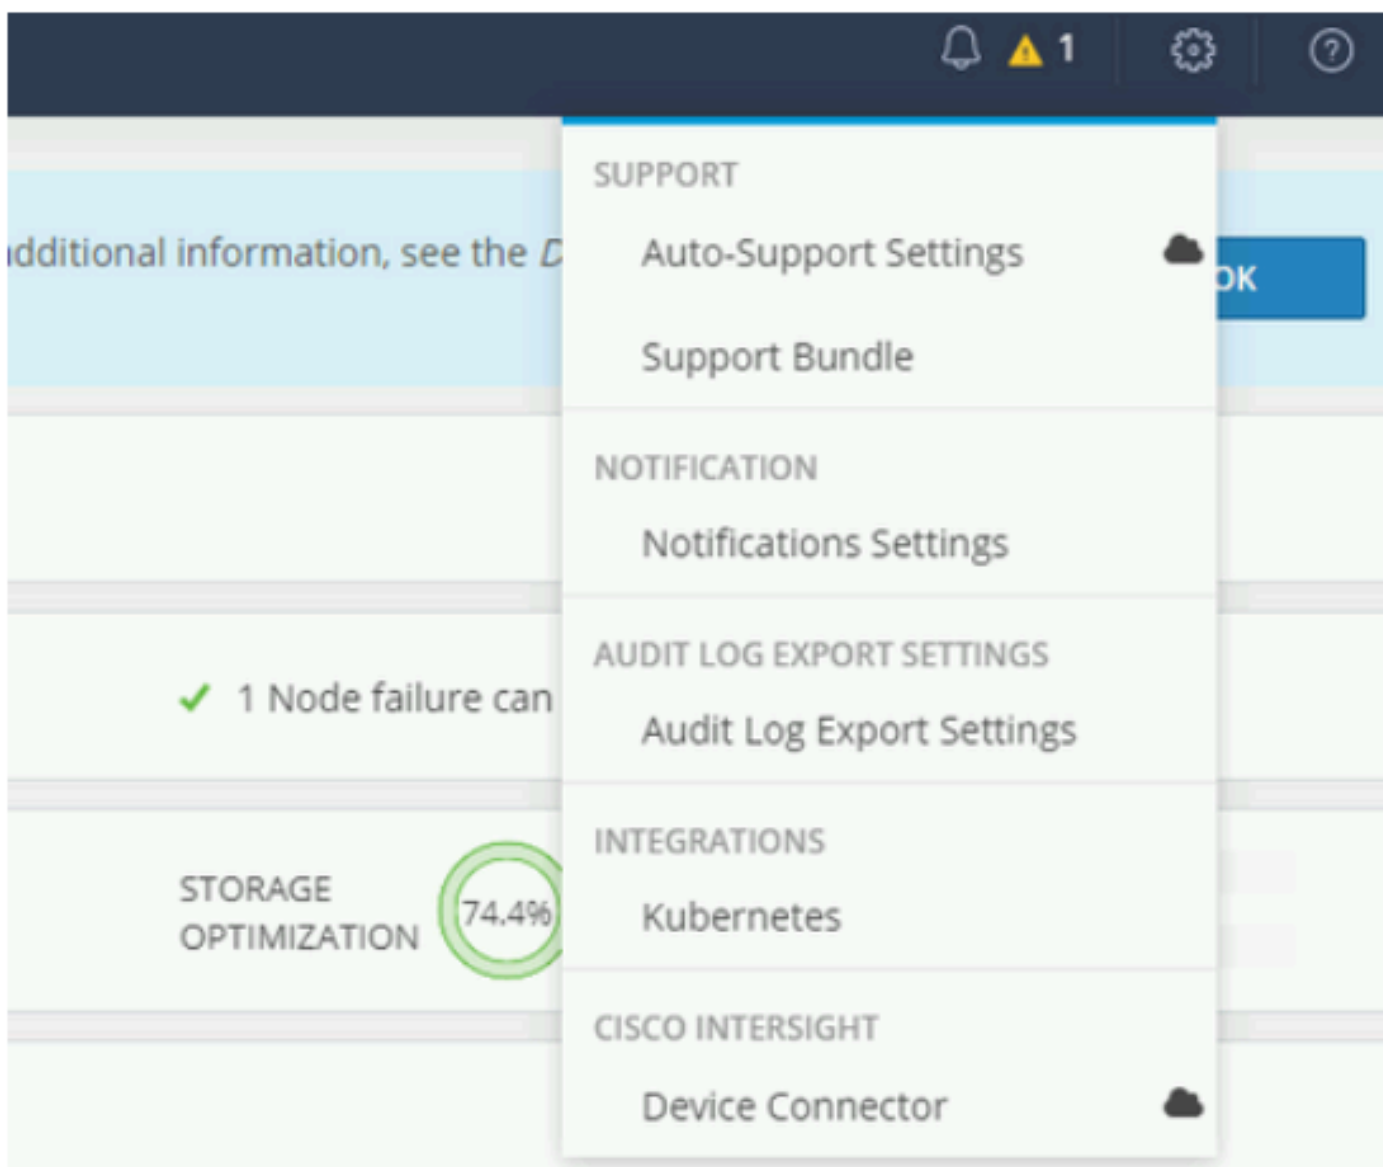 1
SUPPORT
additional information, see the D
Auto-Support Settings
OK
Support Bundle
NOTIFICATION
Notifications Settings
AUDIT LOG EXPORT SETTINGS
1 Node failure can
Audit Log Export Settings
INTEGRATIONS
STORAGE
OPTIMIZATION
74.4%
Kubernetes
CISCO INTERSIGHT
Device Connector